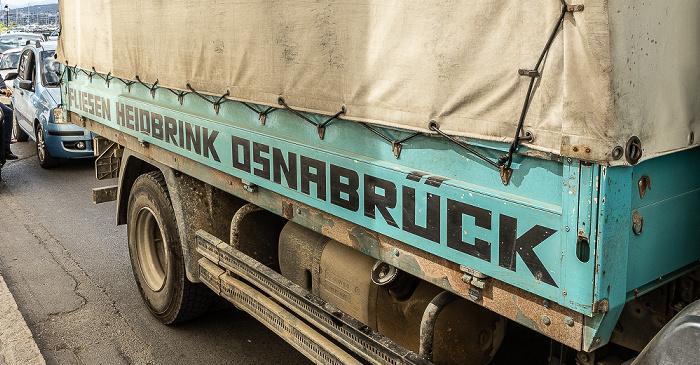 FLIESEN HEIDBRINK OSNABRÜCK